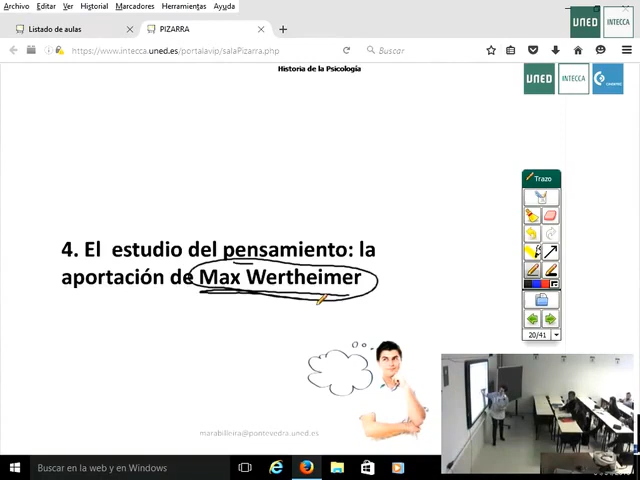 Archivo Editar Ver Historial Marcadores Herramientas Ayuda
Listado de aulas
PIZARRA
https://www.intecca.uned.es/portalavip/salaPizarra.php
Buscar
UNED
INTECCA
Historia de la Psicología
UNED
INTECCA
Trazo
4. El estudio del pensamiento: la
aportación de Max Wertheimer
20/41
marabilleira@pontevedra.uned.es
Buscar en la web y en Windows